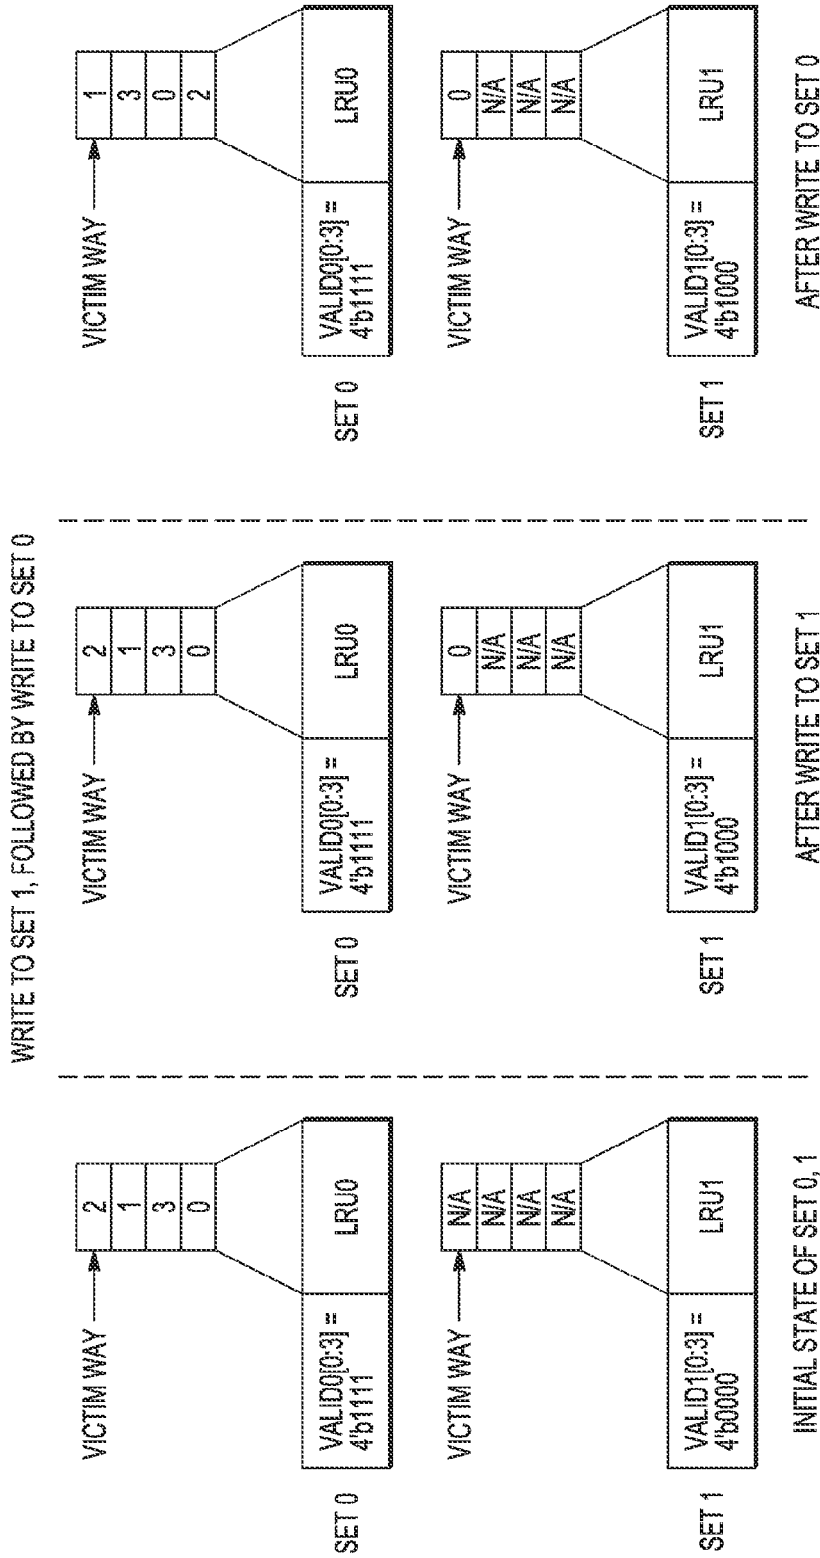 WRITE TO SET 1, FOLLOWED BY WRITE TO SET 0
VICTIM WAY
2
1
3
0
SET 0
VALID0[0:3] =
4'b1111
LRU0
VICTIM WAY
N/A
N/A
N/A
N/A
SET 1
VALID1[0:3] =
4'b0000
LRU1
INITIAL STATE OF SET 0, 1
VICTIM WAY
2
1
3
0
SET 0
VALID0[0:3] =
4'b1111
LRU0
VICTIM WAY
0
N/A
N/A
N/A
SET 1
VALID1[0:3] =
4'b1000
LRU1
AFTER WRITE TO SET 1
VICTIM WAY
1
3
0
2
SET 0
VALID0[0:3] =
4'b1111
LRU0
VICTIM WAY
0
N/A
N/A
N/A
SET 1
VALID1[0:3] =
4'b1000
LRU1
AFTER WRITE TO SET 0